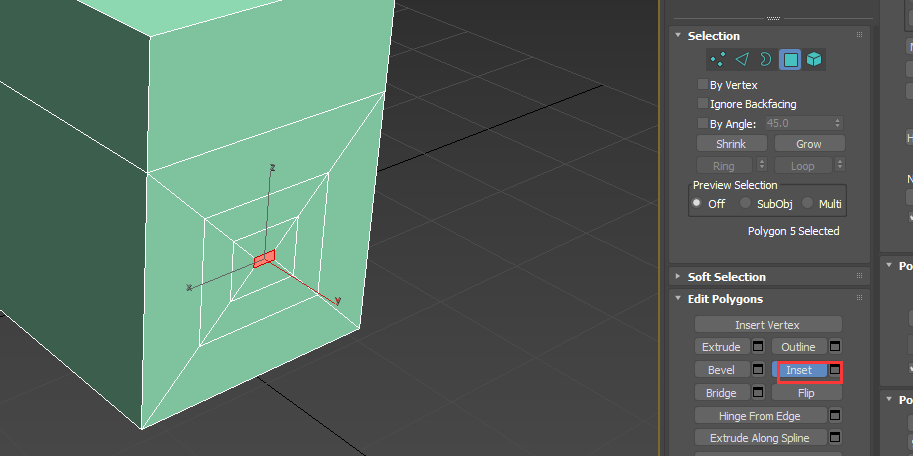 Selection
By Vertex
Ignore Backfacing
By Angle: 45.0
Shrink Grow
Ring Loop
Preview Selection
Off SubObj Multi
Polygon 5 Selected
Soft Selection
Edit Polygons
Insert Vertex
Extrude Outline
Bevel Inset
Bridge Flip
Hinge From Edge
Extrude Along Spline
z
x
y
H
N
Po
Po